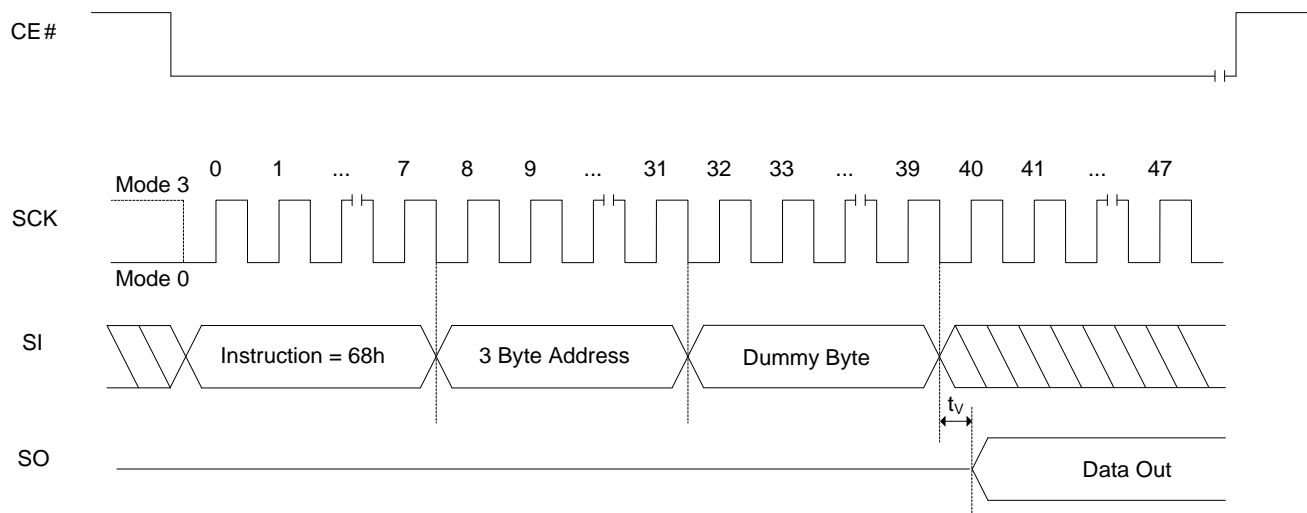 CE#
0 1 ... 7 8 9 ... 31 32 33 ... 39 40 41 ... 47
Mode 3
SCK
Mode 0
SI
Instruction = 68h
3 Byte Address
Dummy Byte
tV
SO
Data Out